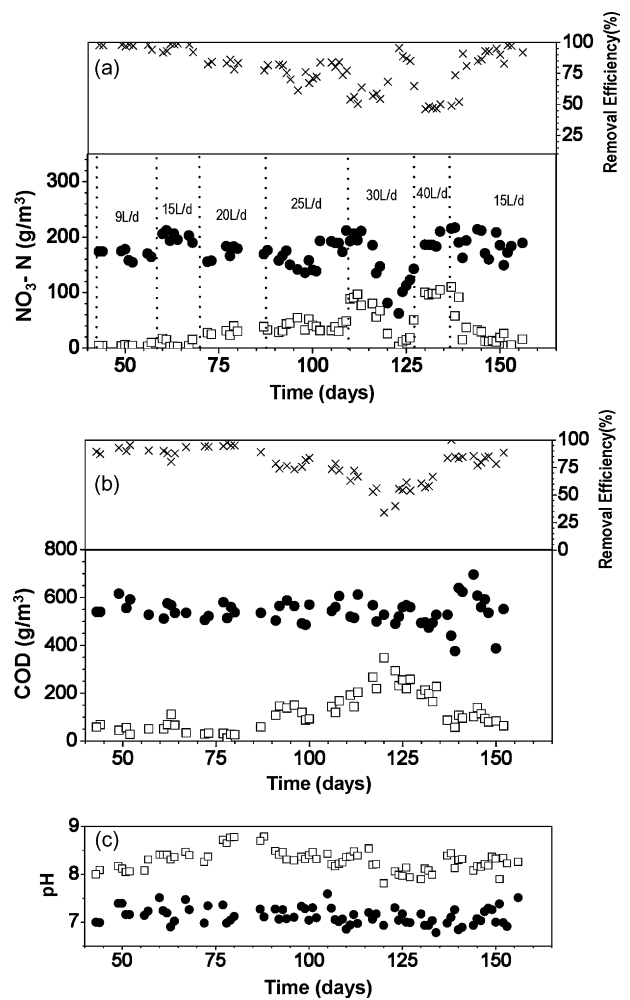 (a)
100
75
50
25
Removal Efficiency(%)
300
200
100
0
NO3- N (g/m3)
9L/d
15L/d
20L/d
25L/d
30L/d
40L/d
15L/d
50
75
100
125
150
Time (days)
(b)
100
75
50
25
0
Removal Efficiency(%)
800
600
400
200
0
COD (g/m3)
50
75
100
125
150
Time (days)
(c)
9
8
7
pH
50
75
100
125
150
Time (days)